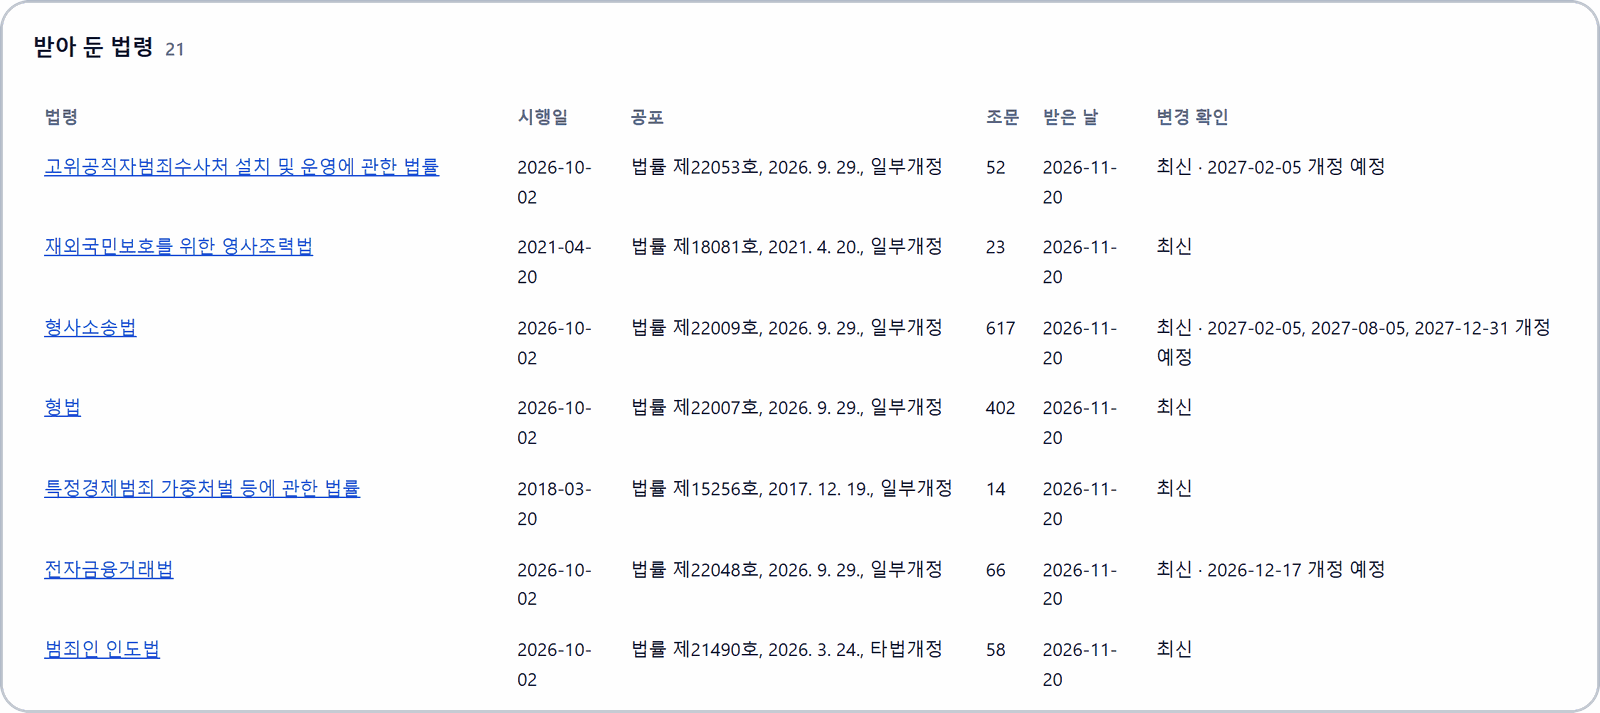 받아 둔 법령 21
법령 시행일 공포 조문 받은 날 변경 확인
고위공직자범죄수사처 설치 및 운영에 관한 법률 2026-10- 법률 제22053호, 2026. 9. 29., 일부개정 52 2026-11- 최신 · 2027-02-05 개정 예정
02 20
재외국민보호를 위한 영사조력법 2021-04- 법률 제18081호, 2021. 4. 20., 일부개정 23 2026-11- 최신
20 20
형사소송법 2026-10- 법률 제22009호, 2026. 9. 29., 일부개정 617 2026-11- 최신 · 2027-02-05, 2027-08-05, 2027-12-31 개정
02 20 예정
형법 2026-10- 법률 제22007호, 2026. 9. 29., 일부개정 402 2026-11- 최신
02 20
특정경제범죄 가중처벌 등에 관한 법률 2018-03- 법률 제15256호, 2017. 12. 19., 일부개정 14 2026-11- 최신
20 20
전자금융거래법 2026-10- 법률 제22048호, 2026. 9. 29., 일부개정 66 2026-11- 최신 · 2026-12-17 개정 예정
02 20
범죄인 인도법 2026-10- 법률 제21490호, 2026. 3. 24., 타법개정 58 2026-11- 최신
02 20